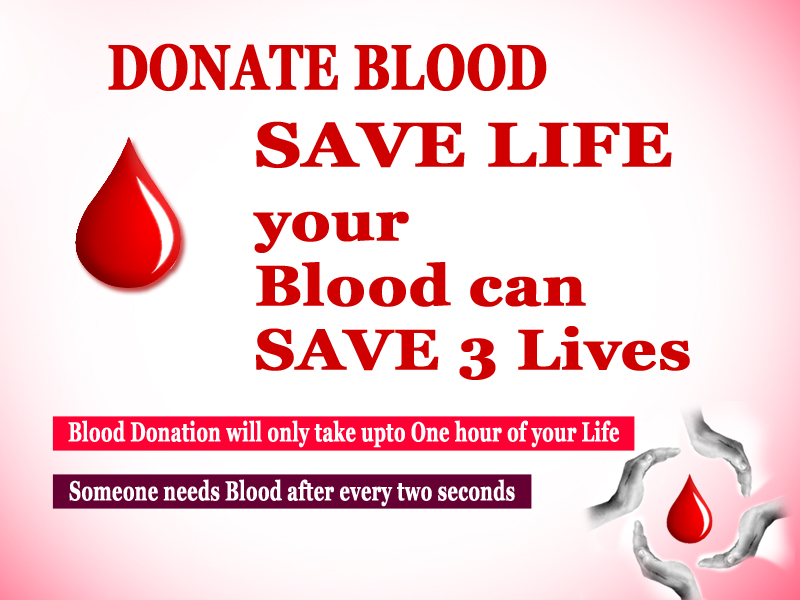 DONATE BLOOD
SAVE LIFE
your
Blood can
SAVE 3 Lives
Blood Donation will only take upto One hour of your Life
Someone needs Blood after every two seconds